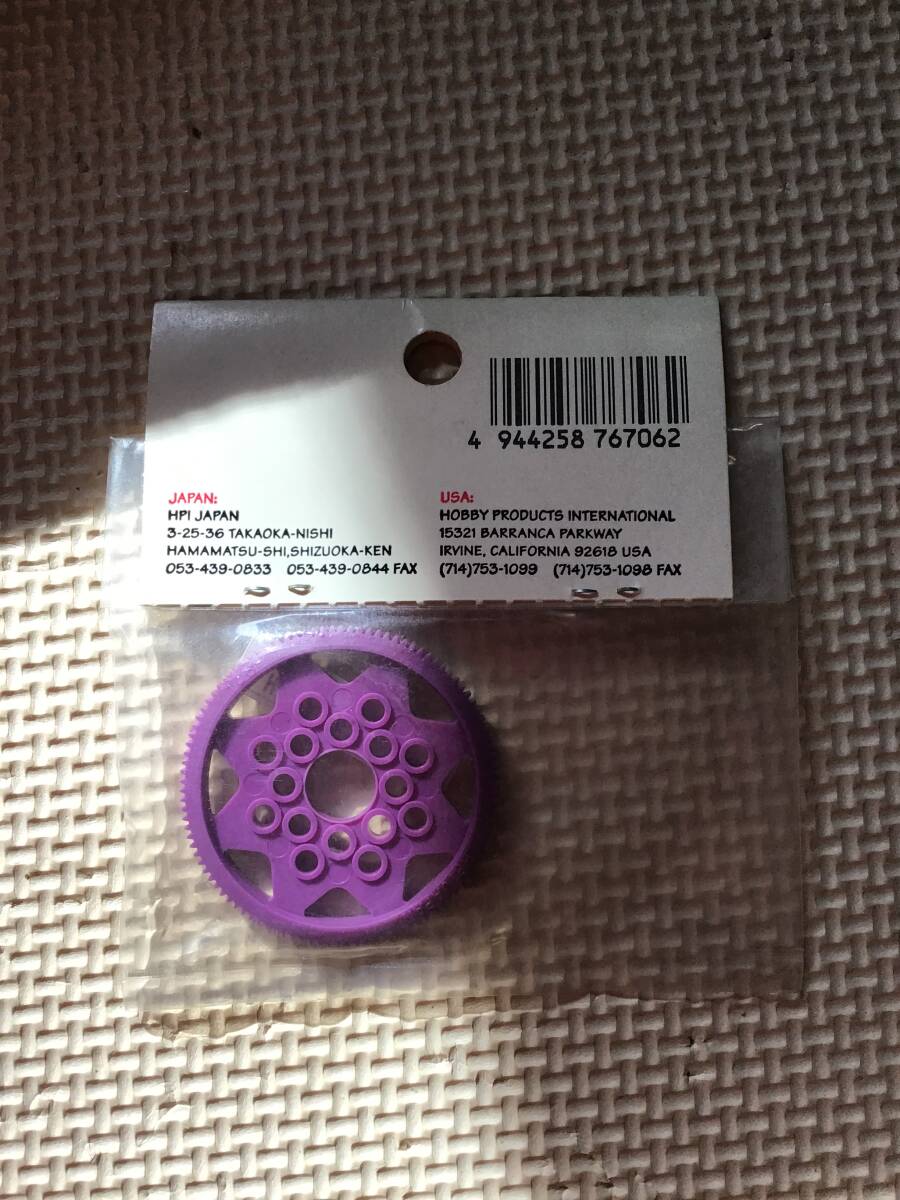 4 944258 767062
JAPAN:
HPI JAPAN
3-25-36 TAKAOKA-NISHI
HAMAMATSU-SHI,SHIZUOKA-KEN
053-439-0833 053-439-0844 FAX
USA:
HOBBY PRODUCTS INTERNATIONAL
15321 BARRANCA PARKWAY
IRVINE, CALIFORNIA 92618 USA
(714)753-1099 (714)753-1098 FAX